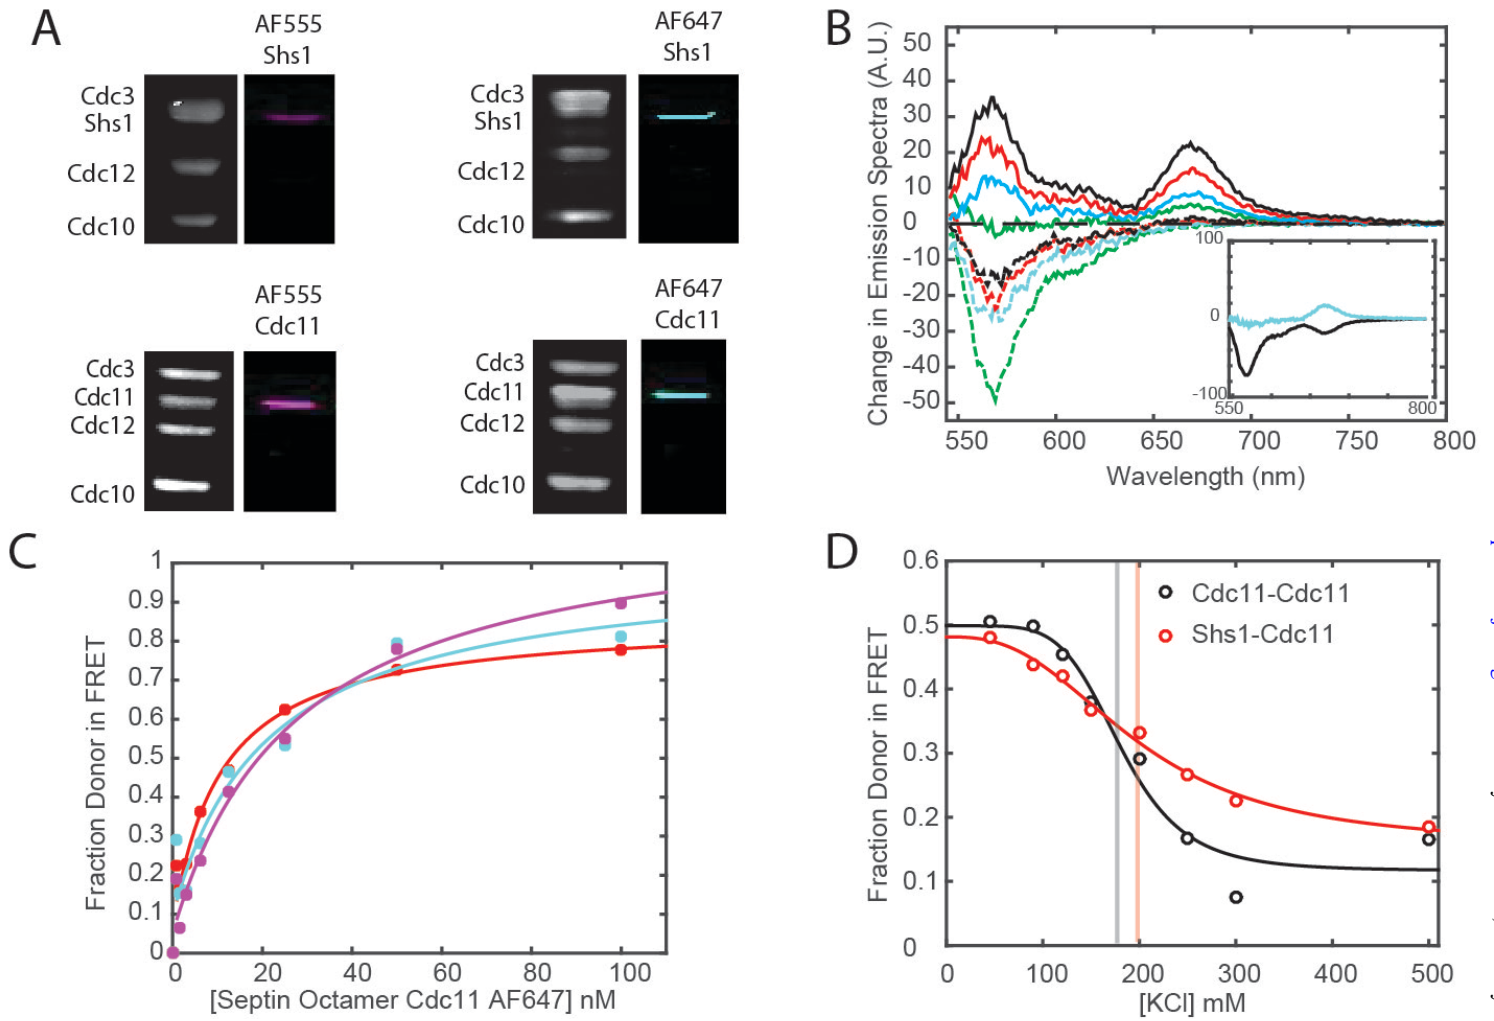 A
AF555
Shs1
Cdc3
Shs1
Cdc12
Cdc10
AF647
Shs1
Cdc3
Shs1
Cdc12
Cdc10
AF555
Cdc11
Cdc3
Cdc11
Cdc12
Cdc10
AF647
Cdc11
Cdc3
Cdc11
Cdc12
Cdc10
B
Change in Emission Spectra (A.U.)
50
40
30
20
10
0
-10
-20
-30
-40
-50
550 600 650 700 750 800
Wavelength (nm)
100
0
-100
550 800
C
Fraction Donor in FRET
1
0.9
0.8
0.7
0.6
0.5
0.4
0.3
0.2
0.1
0
0 20 40 60 80 100
[Septin Octamer Cdc11 AF647] nM
D
Fraction Donor in FRET
0.6
0.5
0.4
0.3
0.2
0.1
0
0 100 200 300 400 500
[KCl] mM
Cdc11-Cdc11
Shs1-Cdc11